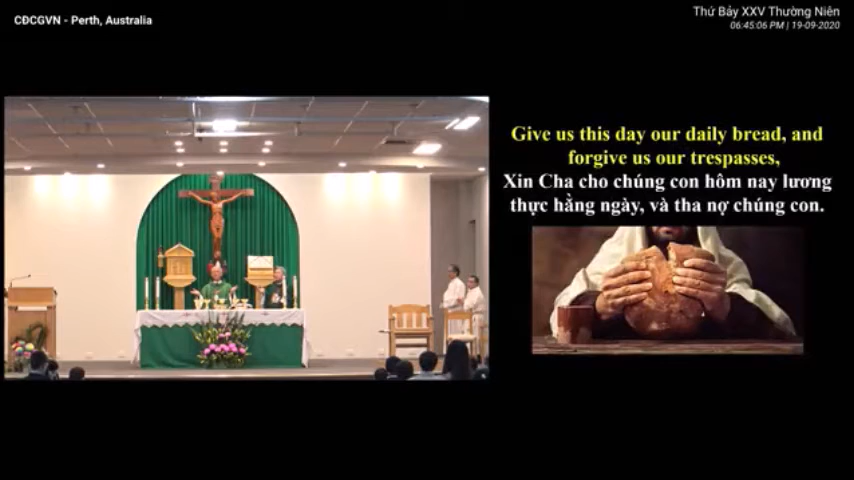 CĐCGVN - Perth, Australia
Thứ Bảy XXV Thường Niên
06:45:06 PM | 19-09-2020
Give us this day our daily bread, and
forgive us our trespasses,
Xin Cha cho chúng con hôm nay lương
thực hằng ngày, và tha nợ chúng con.